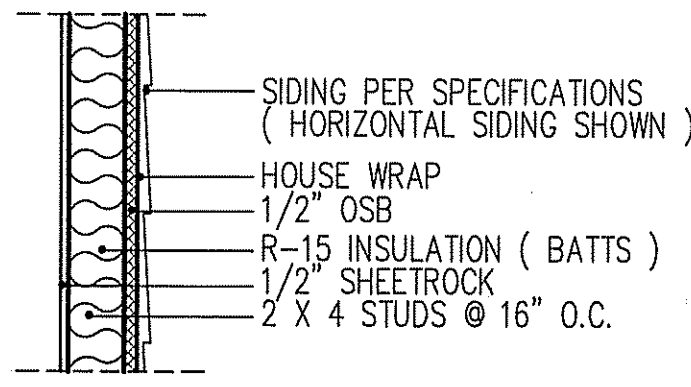 SIDING PER SPECIFICATIONS
( HORIZONTAL SIDING SHOWN )
HOUSE WRAP
1/2" OSB
R-15 INSULATION ( BATTS )
1/2" SHEETROCK
2 X 4 STUDS @ 16" O.C.